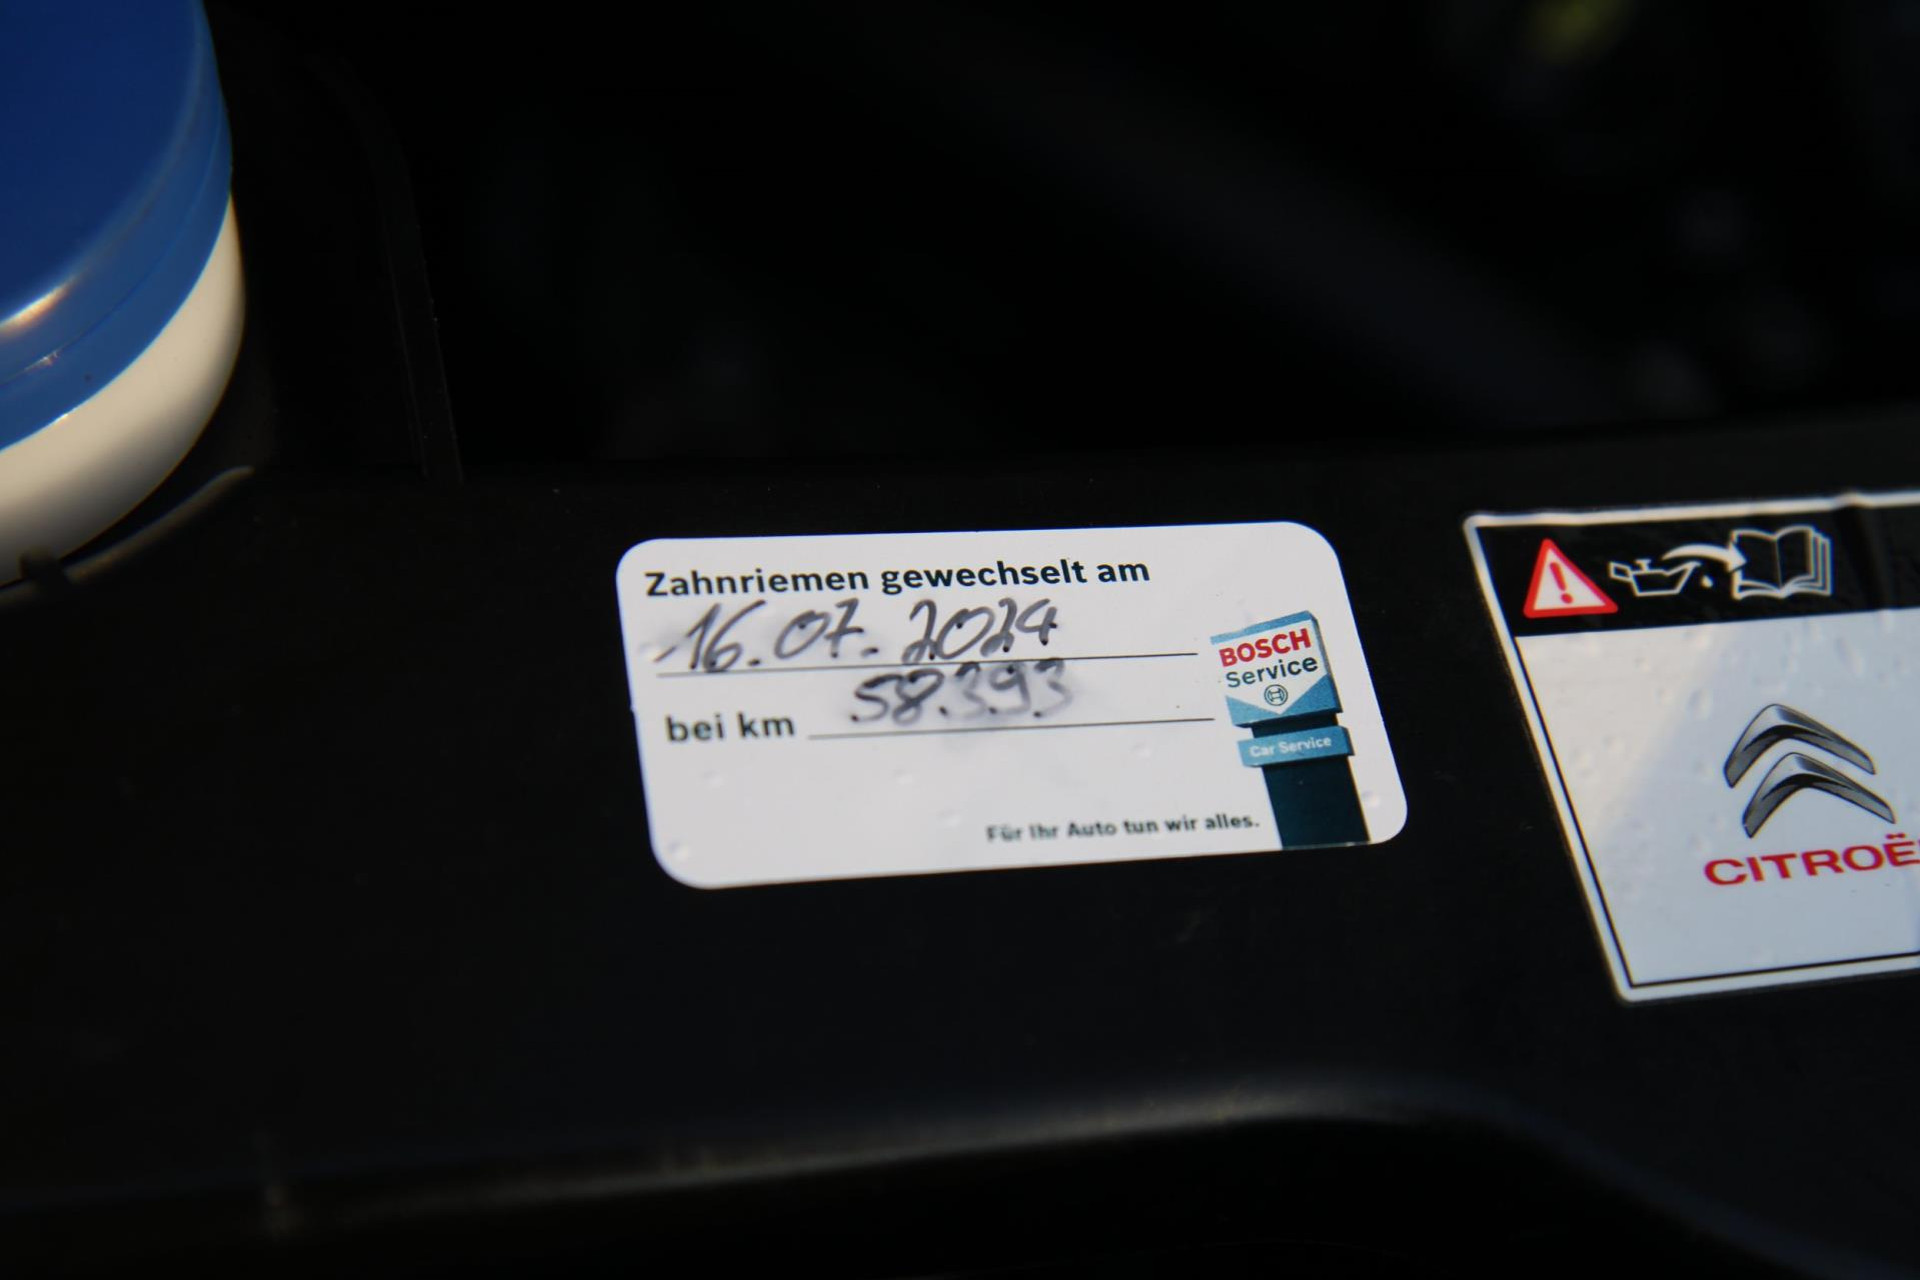 Zahnriemen gewechselt am
16.07.2024
bei km 58.393
BOSCH
Service
Car Service
Für Ihr Auto tun wir alles.
CITROË